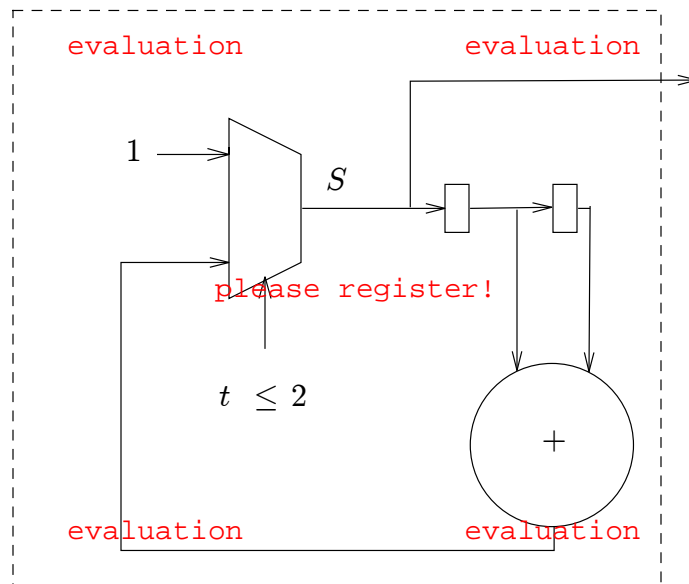 evaluation evaluation
1
S
please register!
t ≤ 2
+
evaluation evaluation